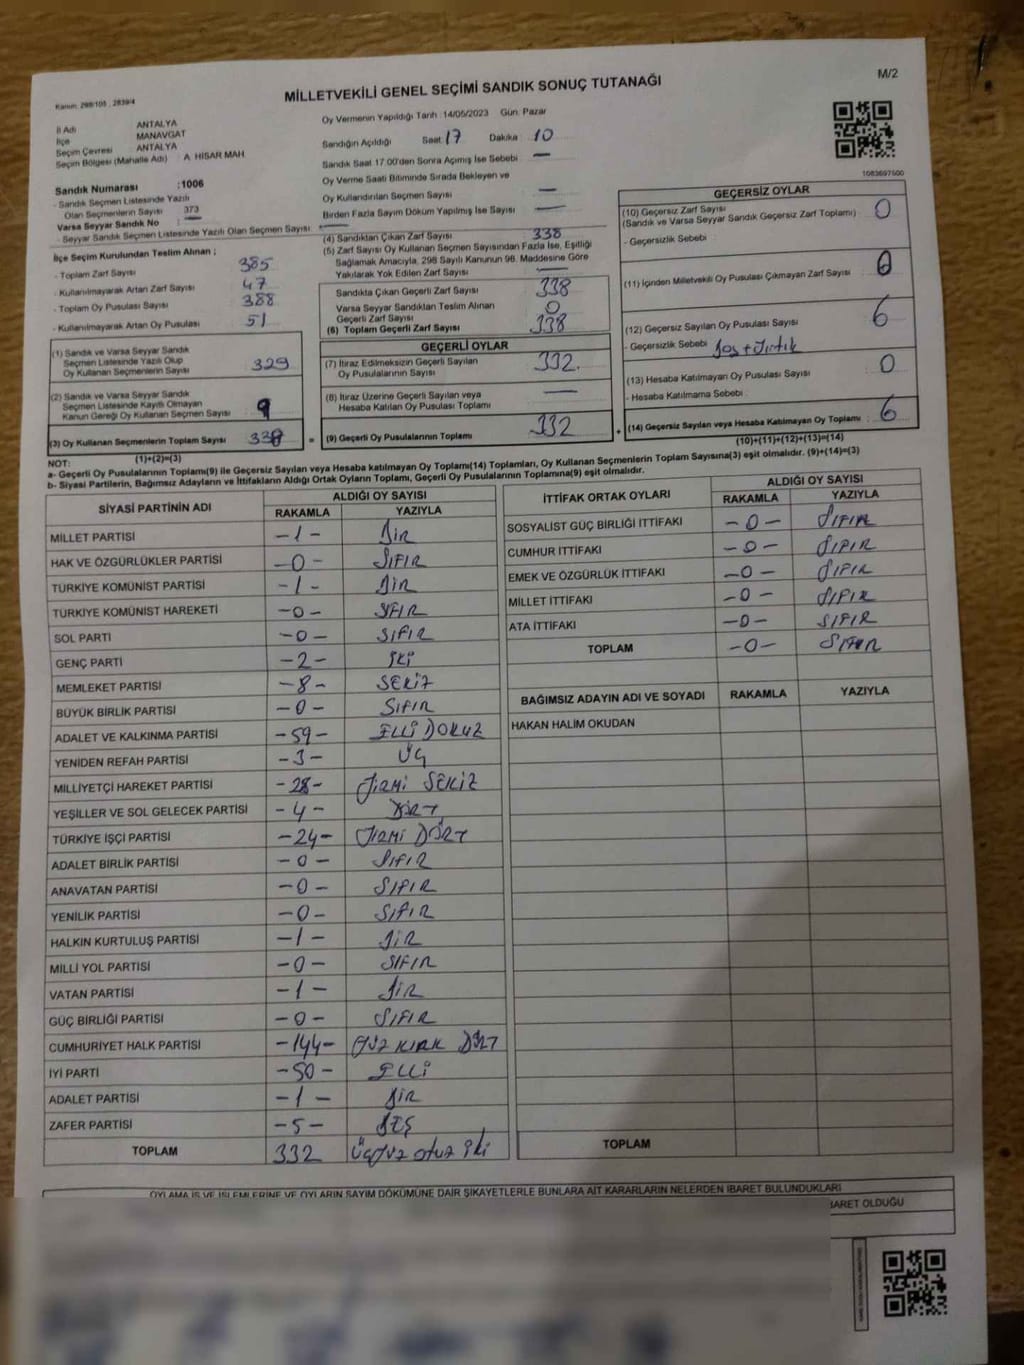 M/2
Kanun: 298/105 , 2839/4
MİLLETVEKİLİ GENEL SEÇİMİ SANDIK SONUÇ TUTANAĞI
İl Adı ANTALYA
İlçe MANAVGAT
Seçim Çevresi ANTALYA
Seçim Bölgesi (Mahalle Adı) : A. HİSAR MAH
Sandık Numarası :1006
- Sandık Seçmen Listesinde Yazılı
Olan Seçmenlerin Sayısı 373
Varsa Seyyar Sandık No : —
- Seyyar Sandık Seçmen Listesinde Yazılı Olan Seçmen Sayısı : —
İlçe Seçim Kurulundan Teslim Alınan ;
- Toplam Zarf Sayısı 385
- Kullanılmayarak Artan Zarf Sayısı 47
- Toplam Oy Pusulası Sayısı 388
- Kullanılmayarak Artan Oy Pusulası 51
(1) Sandık ve Varsa Seyyar Sandık
Seçmen Listesinde Yazılı Olup
Oy Kullanan Seçmenlerin Sayısı 329
(2) Sandık ve Varsa Seyyar Sandık
Seçmen Listesinde Kayıtlı Olmayan
Kanun Gereği Oy Kullanan Seçmen Sayısı 9
(3) Oy Kullanan Seçmenlerin Toplam Sayısı 338
(1)+(2)=(3)
Oy Vermenin Yapıldığı Tarih :14/05/2023 Gün: Pazar
Sandığın Açıldığı Saat 17 Dakika 10
Sandık Saat 17:00'den Sonra Açılmış İse Sebebi —
Oy Verme Saati Bitiminde Sırada Bekleyen ve
Oy Kullandırılan Seçmen Sayısı —
Birden Fazla Sayım Döküm Yapılmış İse Sayısı —
(4) Sandıktan Çıkan Zarf Sayısı 338
(5) Zarf Sayısı Oy Kullanan Seçmen Sayısından Fazla İse, Eşitliği
Sağlamak Amacıyla, 298 Sayılı Kanunun 98. Maddesine Göre
Yakılarak Yok Edilen Zarf Sayısı —
Sandıkta Çıkan Geçerli Zarf Sayısı 338
Varsa Seyyar Sandıktan Teslim Alınan
Geçerli Zarf Sayısı 0
(6) Toplam Geçerli Zarf Sayısı 338
GEÇERLİ OYLAR
(7) İtiraz Edilmeksizin Geçerli Sayılan
Oy Pusulalarının Sayısı 332.
(8) İtiraz Üzerine Geçerli Sayılan veya
Hesaba Katılan Oy Pusulası Toplamı —
= (9) Geçerli Oy Pusulalarının Toplamı 332
1083697500
GEÇERSİZ OYLAR
(10) Geçersiz Zarf Sayısı
(Sandık ve Varsa Seyyar Sandık Geçersiz Zarf Toplamı) 0
- Geçersizlik Sebebi
(11) İçinden Milletvekili Oy Pusulası Çıkmayan Zarf Sayısı 0
(12) Geçersiz Sayılan Oy Pusulası Sayısı 6
- Geçersizlik Sebebi Boş + Yırtık
(13) Hesaba Katılmayan Oy Pusulası Sayısı 0
- Hesaba Katılmama Sebebi :
+ (14) Geçersiz Sayılan veya Hesaba Katılmayan Oy Toplamı : 6
(10)+(11)+(12)+(13)=(14)
NOT:
a- Geçerli Oy Pusulalarının Toplamı(9) ile Geçersiz Sayılan veya Hesaba katılmayan Oy Toplamı(14) Toplamları, Oy Kullanan Seçmenlerin Toplam Sayısına(3) eşit olmalıdır. (9)+(14)=(3)
b- Siyasi Partilerin, Bağımsız Adayların ve İttifakların Aldığı Ortak Oyların Toplamı, Geçerli Oy Pusulalarının Toplamına(9) eşit olmalıdır.
SİYASİ PARTİNİN ADI ALDIĞI OY SAYISI
RAKAMLA YAZIYLA
MİLLET PARTİSİ -1- BİR
HAK VE ÖZGÜRLÜKLER PARTİSİ -0- SIFIR
TÜRKİYE KOMÜNİST PARTİSİ -1- BİR
TÜRKİYE KOMÜNİST HAREKETİ -0- SIFIR
SOL PARTİ -0- SIFIR
GENÇ PARTİ -2- İKİ
MEMLEKET PARTİSİ -8- SEKİZ
BÜYÜK BİRLİK PARTİSİ -0- SIFIR
ADALET VE KALKINMA PARTİSİ -59- ELLİ DOKUZ
YENİDEN REFAH PARTİSİ -3- ÜÇ
MİLLİYETÇİ HAREKET PARTİSİ -28- YİRMİ SEKİZ
YEŞİLLER VE SOL GELECEK PARTİSİ -4- DÖRT
TÜRKİYE İŞÇİ PARTİSİ -24- YİRMİ DÖRT
ADALET BİRLİK PARTİSİ -0- SIFIR
ANAVATAN PARTİSİ -0- SIFIR
YENİLİK PARTİSİ -0- SIFIR
HALKIN KURTULUŞ PARTİSİ -1- BİR
MİLLİ YOL PARTİSİ -0- SIFIR
VATAN PARTİSİ -1- BİR
GÜÇ BİRLİĞİ PARTİSİ -0- SIFIR
CUMHURİYET HALK PARTİSİ -144- YÜZ KIRK DÖRT
İYİ PARTİ -50- ELLİ
ADALET PARTİSİ -1- BİR
ZAFER PARTİSİ -5- BEŞ
TOPLAM 332 Üçyüz otuz iki
İTTİFAK ORTAK OYLARI ALDIĞI OY SAYISI
RAKAMLA YAZIYLA
SOSYALİST GÜÇ BİRLİĞİ İTTİFAKI -0- SIFIR
CUMHUR İTTİFAKI -0- SIFIR
EMEK VE ÖZGÜRLÜK İTTİFAKI -0- SIFIR
MİLLET İTTİFAKI -0- SIFIR
ATA İTTİFAKI -0- SIFIR
TOPLAM -0- SIFIR
BAĞIMSIZ ADAYIN ADI VE SOYADI RAKAMLA YAZIYLA
HAKAN HALİM OKUDAN
TOPLAM
OYLAMA İŞ VE İŞLEMLERİNE VE OYLARIN SAYIM DÖKÜMÜNE DAİR ŞİKAYETLERLE BUNLARA AİT KARARLARIN NELERDEN İBARET BULUNDUKLARI
İBARET OLDUĞU